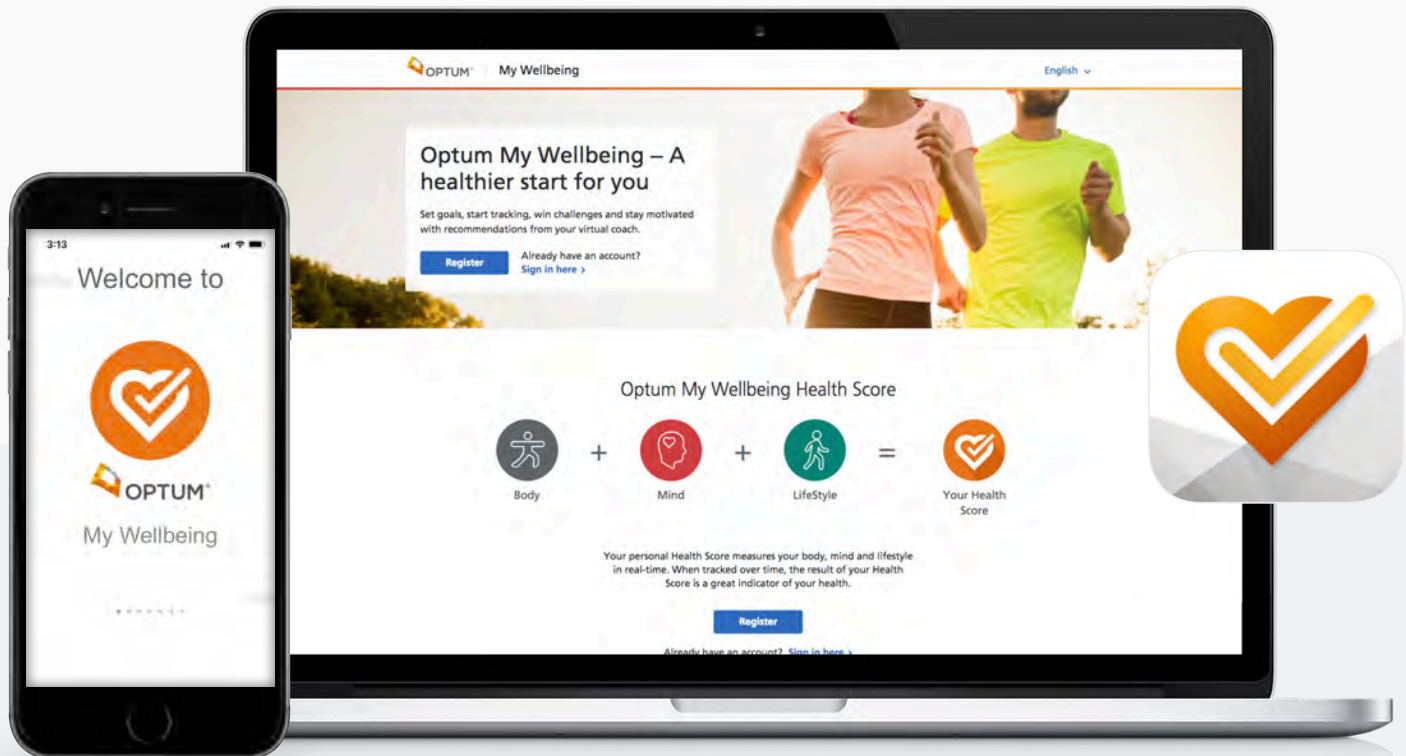 OPTUM® My Wellbeing
English
Optum My Wellbeing – A
healthier start for you
Set goals, start tracking, win challenges and stay motivated
with recommendations from your virtual coach.
Register
Already have an account?
Sign in here >
Optum My Wellbeing Health Score
+ + =
Body Mind LifeStyle Your Health
Score
Your personal Health Score measures your body, mind and lifestyle
in real-time. When tracked over time, the result of your Health
Score is a great indicator of your health.
Register
Already have an account? Sign in here >
3:13
Welcome to
OPTUM®
My Wellbeing